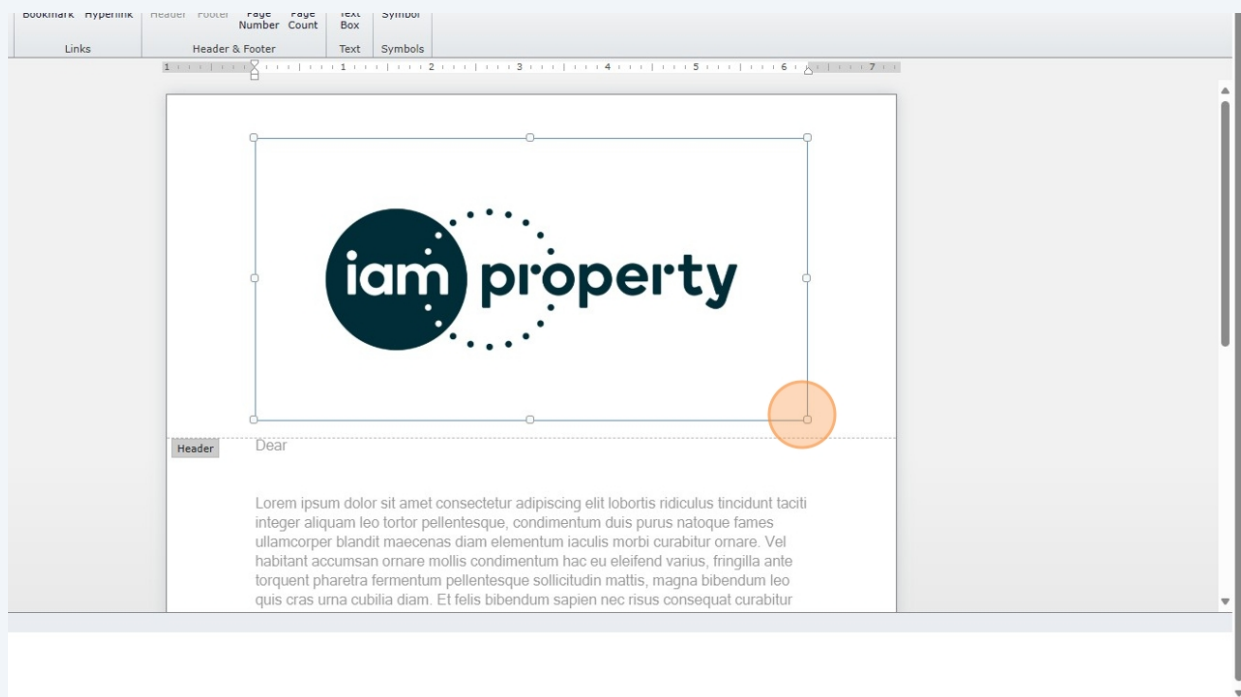 Bookmark Hyperlink Header Footer Page Number Page Count Text Box Symbol
Links Header & Footer Text Symbols
1 1 2 3 4 5 6 7
iam property
Header
Dear
Lorem ipsum dolor sit amet consectetur adipiscing elit lobortis ridiculus tincidunt taciti
integer aliquam leo tortor pellentesque, condimentum duis purus natoque fames
ullamcorper blandit maecenas diam elementum iaculis morbi curabitur ornare. Vel
habitant accumsan ornare mollis condimentum hac eu eleifend varius, fringilla ante
torquent pharetra fermentum pellentesque sollicitudin mattis, magna bibendum leo
quis cras urna cubilia diam. Et felis bibendum sapien nec risus consequat curabitur